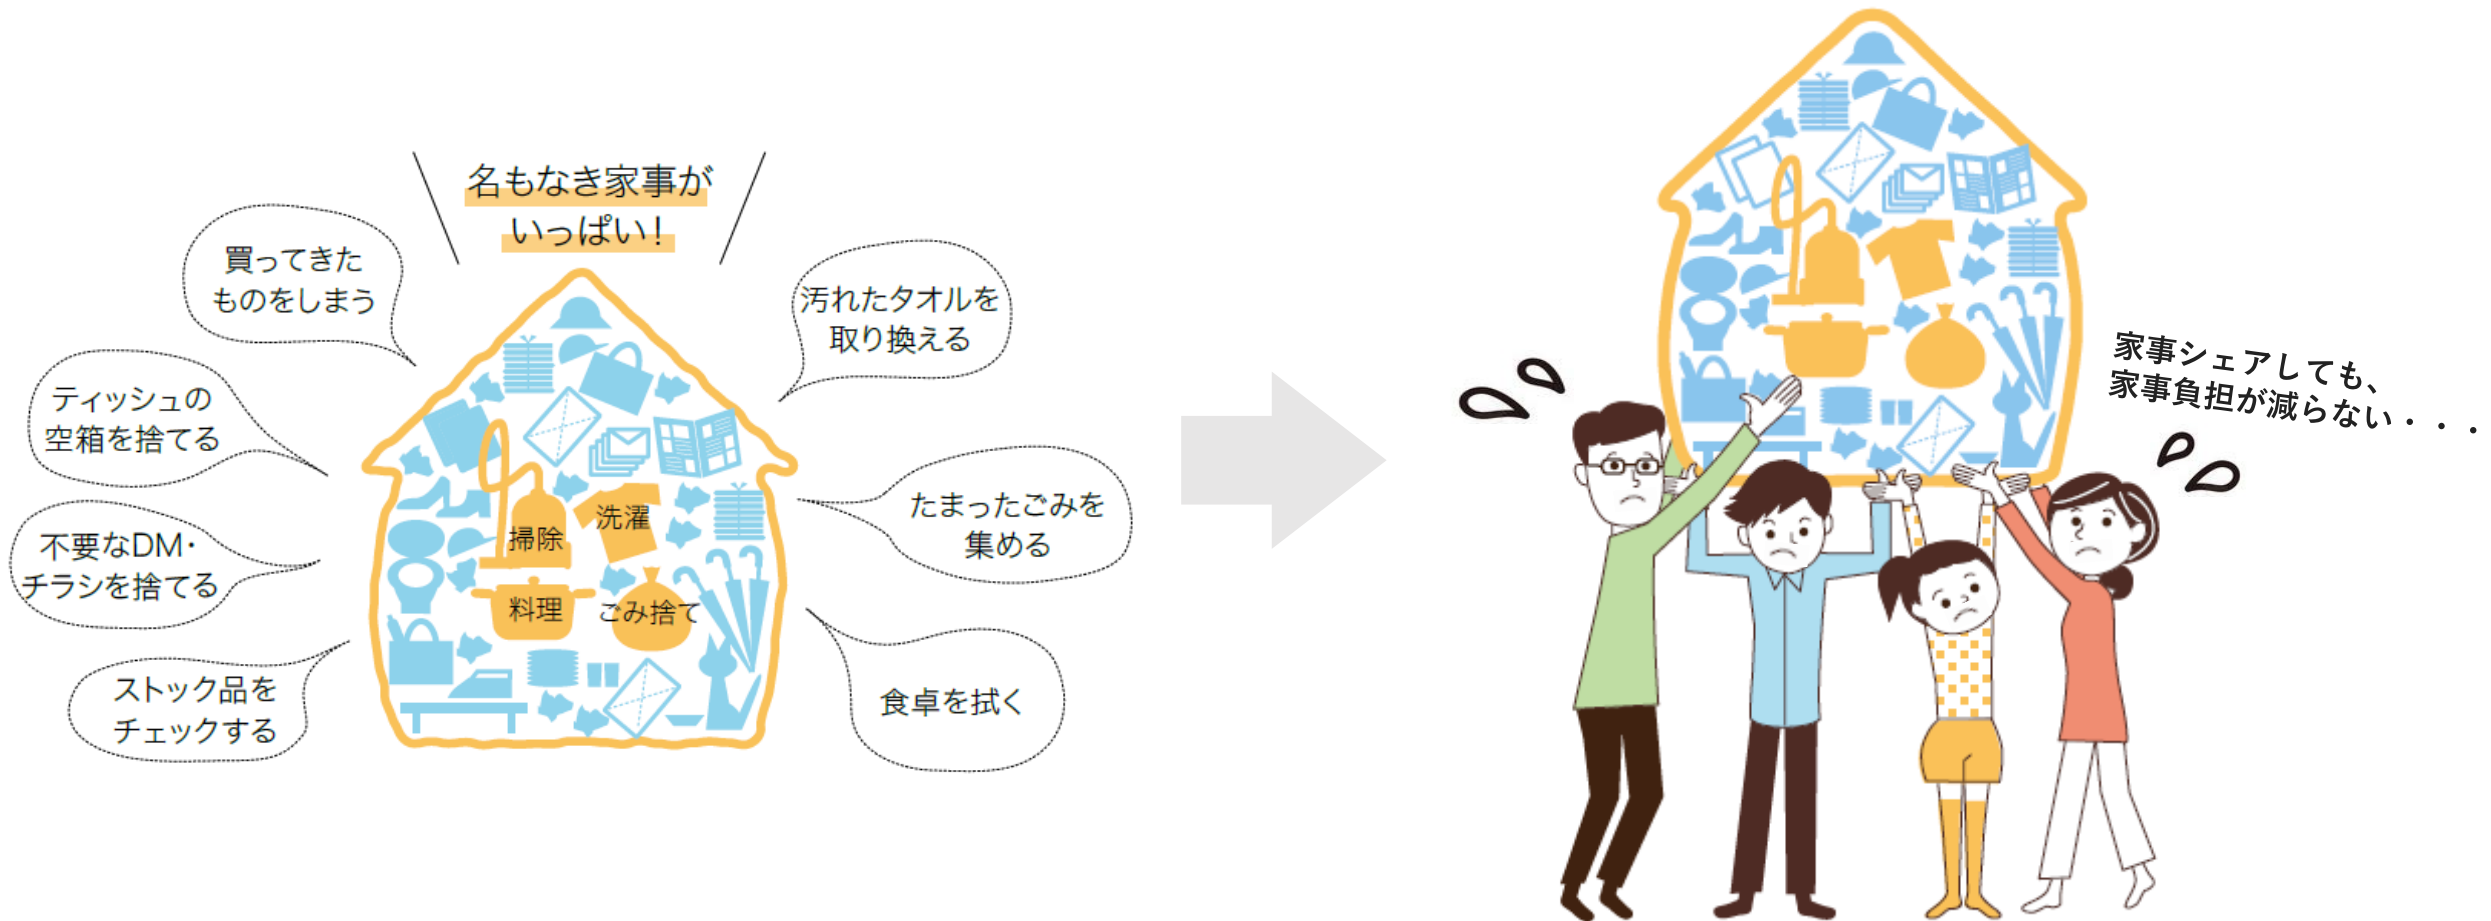 名もなき家事が
いっぱい！
買ってきた
ものをしまう
ティッシュの
空箱を捨てる
不要なDM・
チラシを捨てる
ストック品を
チェックする
汚れたタオルを
取り換える
たまったごみを
集める
食卓を拭く
掃除
洗濯
料理
ごみ捨て
家事シェアしても、
家事負担が減らない・・・